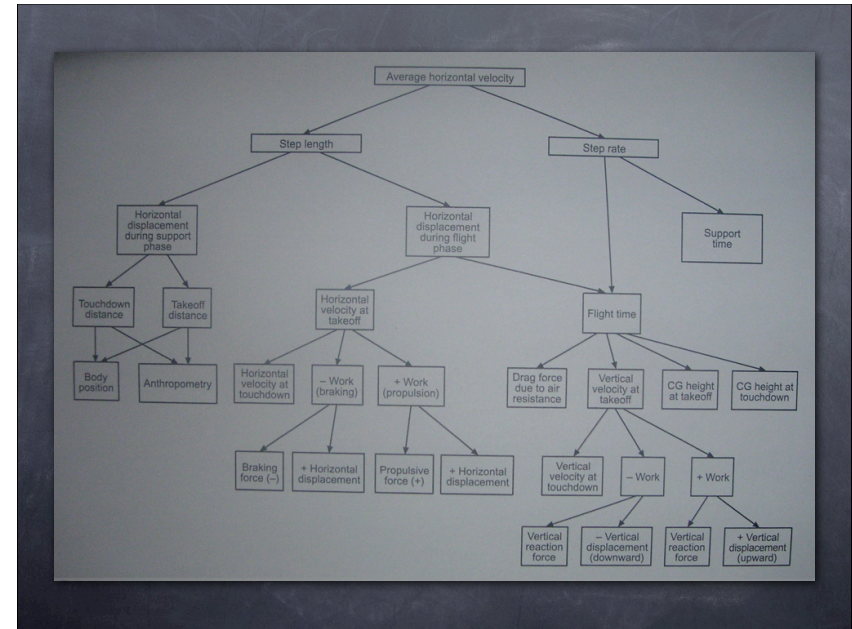 Average horizontal velocity
Step length
Step rate
Horizontal
displacement
during support
phase
Horizontal
displacement
during flight
phase
Support
time
Touchdown
distance
Takeoff
distance
Horizontal
velocity at
takeoff
Flight time
Body
position
Anthropometry
Horizontal
velocity at
touchdown
– Work
(braking)
+ Work
(propulsion)
Drag force
due to air
resistance
Vertical
velocity at
takeoff
CG height
at takeoff
CG height at
touchdown
Braking
force (–)
+ Horizontal
displacement
Propulsive
force (+)
+ Horizontal
displacement
Vertical
velocity at
touchdown
– Work
+ Work
Vertical
reaction
force
– Vertical
displacement
(downward)
Vertical
reaction
force
+ Vertical
displacement
(upward)